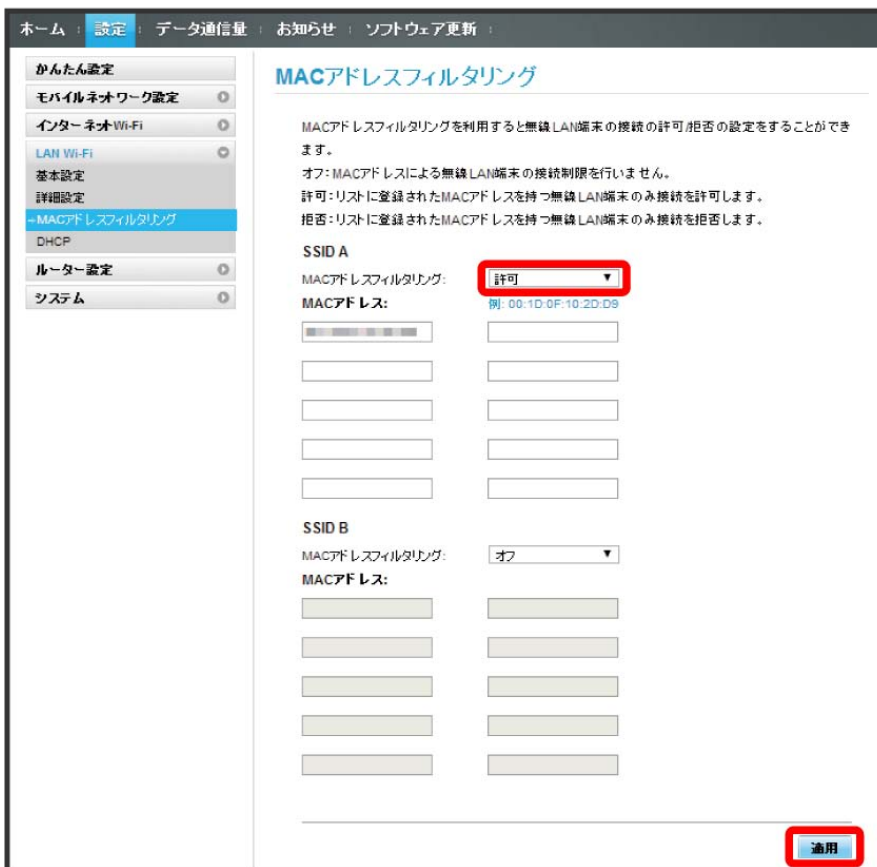 ホーム 設定 データ通信量 お知らせ ソフトウェア更新
かんたん設定
モバイルネットワーク設定
インターネットWi-Fi
LAN Wi-Fi
基本設定
詳細設定
MACアドレスフィルタリング
DHCP
ルーター設定
システム
MACアドレスフィルタリング
MACアドレスフィルタリングを利用すると無線LAN端末の接続の許可/拒否の設定をすることができ
ます。
オフ：MACアドレスによる無線LAN端末の接続制限を行いません。
許可：リストに登録されたMACアドレスを持つ無線LAN端末のみ接続を許可します。
拒否：リストに登録されたMACアドレスを持つ無線LAN端末のみ接続を拒否します。
SSID A
MACアドレスフィルタリング: 許可
MACアドレス: 例: 00:1D:0F:10:2D:D9
SSID B
MACアドレスフィルタリング: オフ
MACアドレス:
適用